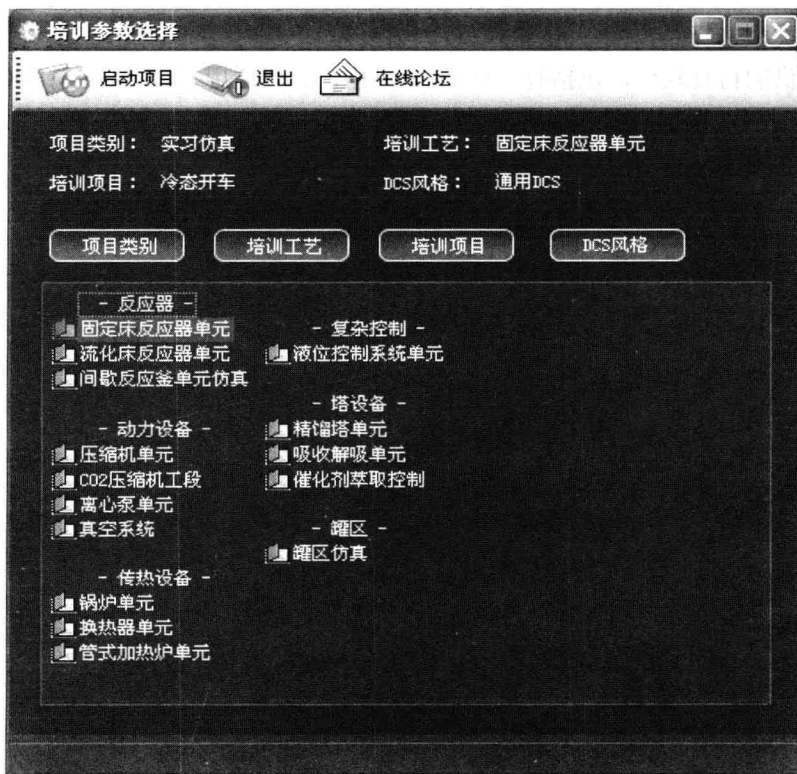 培训参数选择
启动项目 退出 在线论坛
项目类别： 实习仿真 培训工艺： 固定床反应器单元
培训项目： 冷态开车 DCS风格： 通用DCS
项目类别 培训工艺 培训项目 DCS风格
- 反应器 -
固定床反应器单元
流化床反应器单元
间歇反应釜单元仿真
- 动力设备 -
压缩机单元
CO2压缩机工段
离心泵单元
真空系统
- 传热设备 -
锅炉单元
换热器单元
管式加热炉单元
- 复杂控制 -
液位控制系统单元
- 塔设备 -
精馏塔单元
吸收解吸单元
催化剂萃取控制
- 罐区 -
罐区仿真